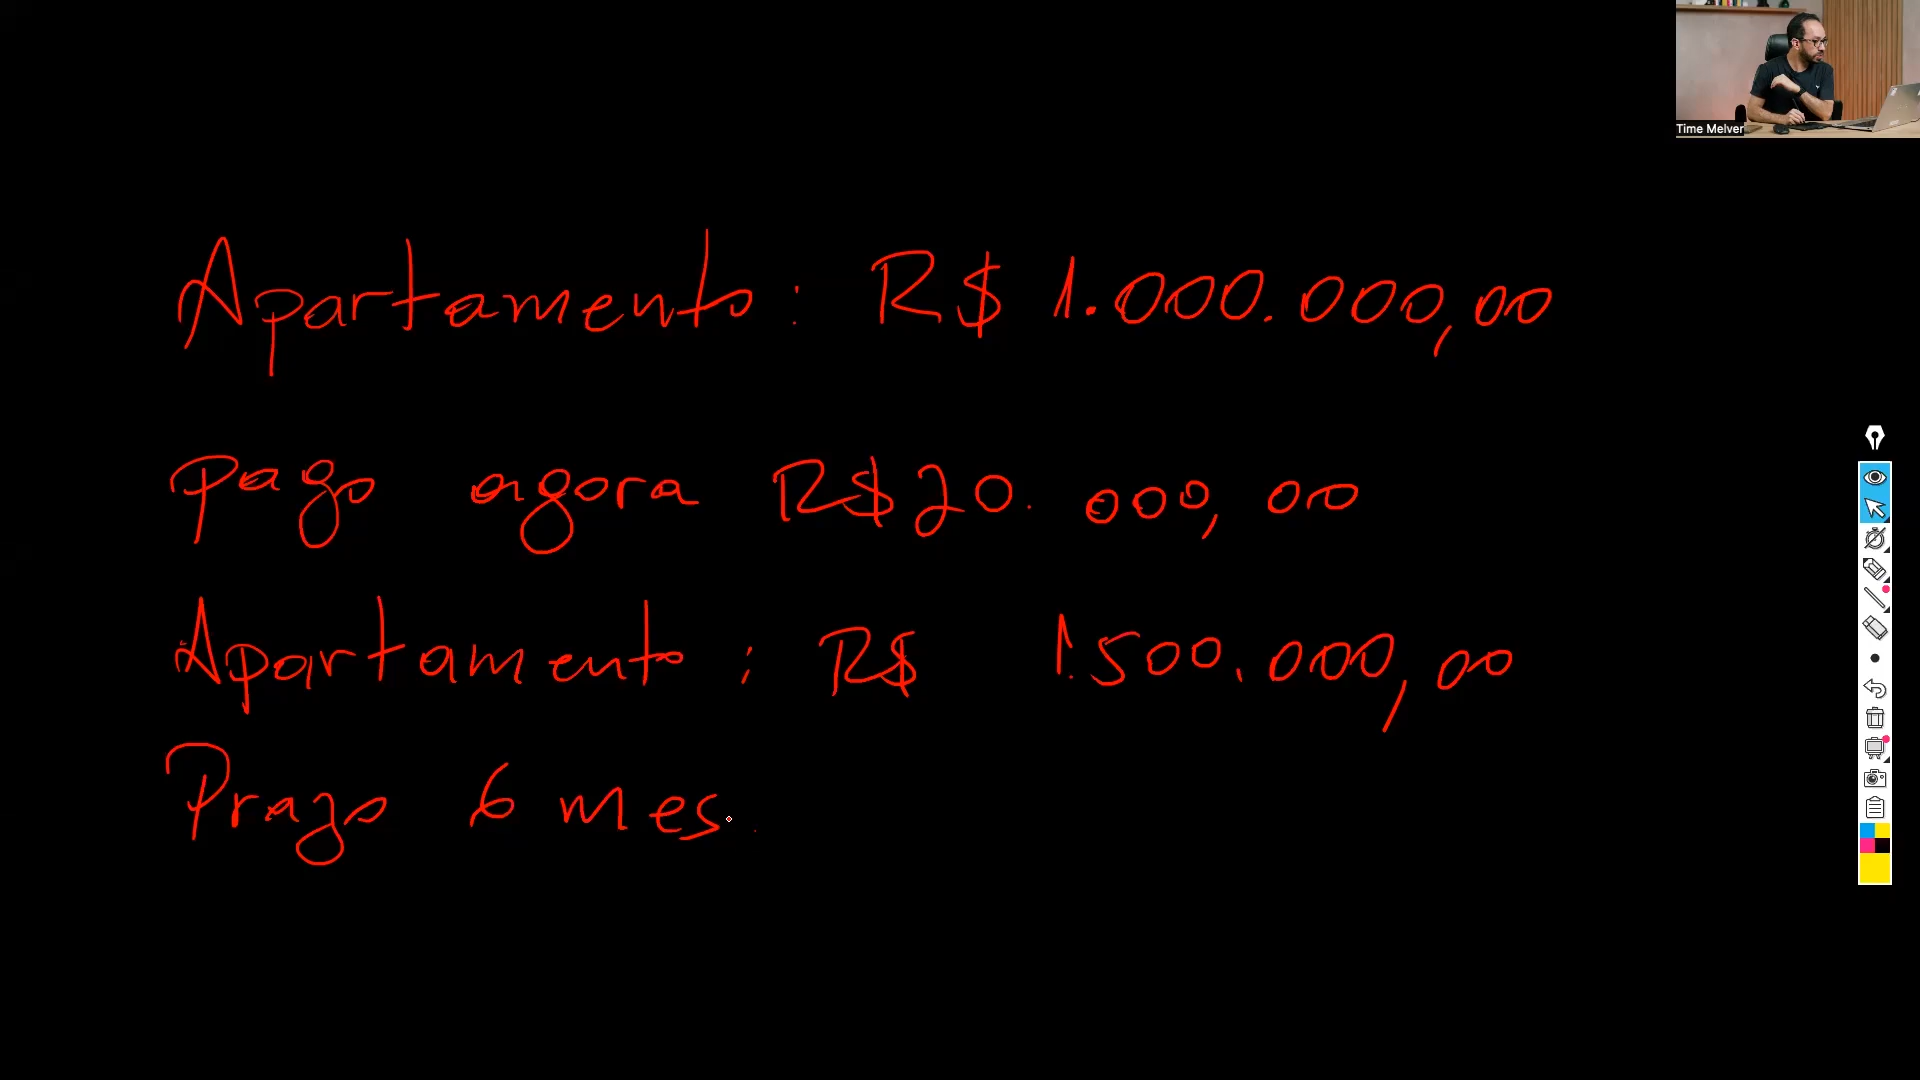 Time Melver
Apartamento: R$ 1.000.000,00
Pago agora R$ 20.000,00
Apartamento: R$ 1.500.000,00
Prazo 6 mes